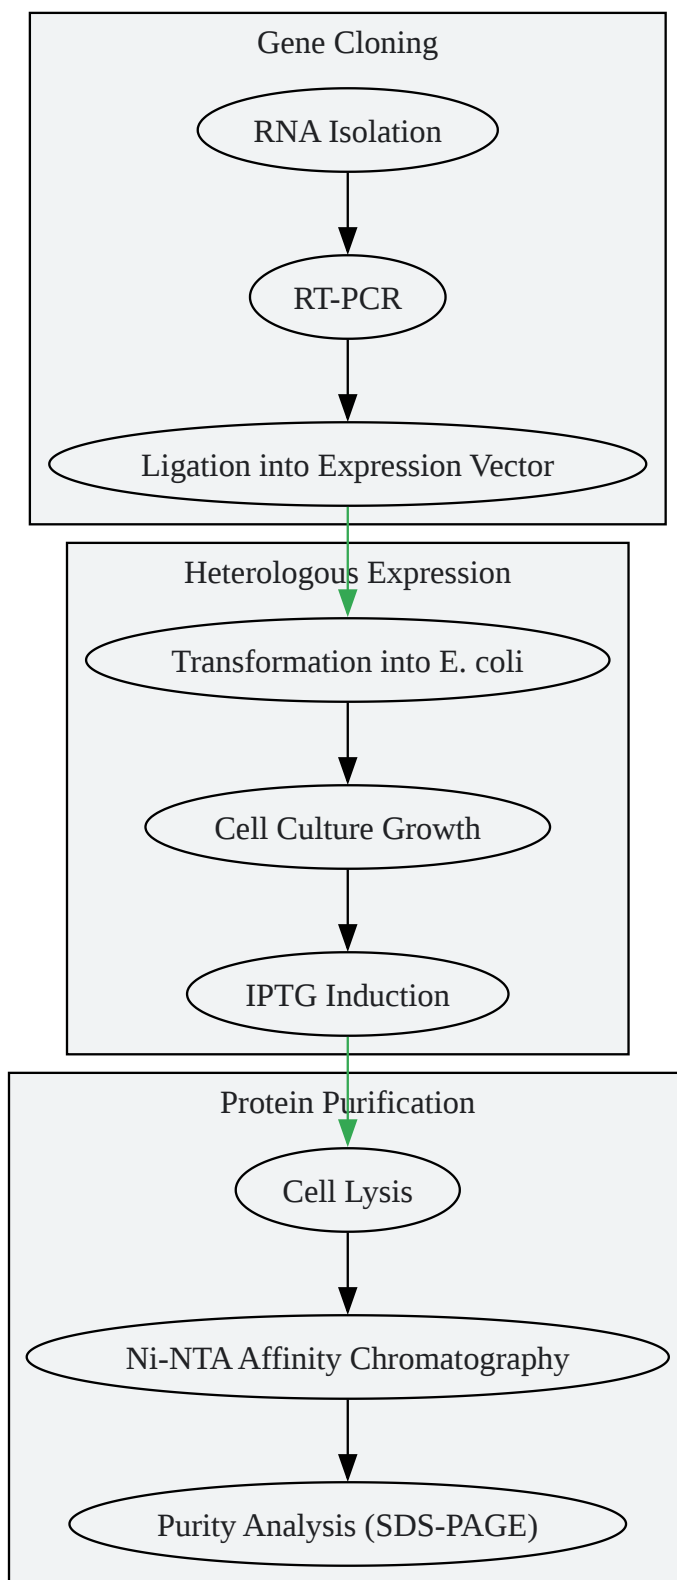 Gene Cloning
RNA Isolation
RT-PCR
Ligation into Expression Vector
Heterologous Expression
Transformation into E. coli
Cell Culture Growth
IPTG Induction
Protein Purification
Cell Lysis
Ni-NTA Affinity Chromatography
Purity Analysis (SDS-PAGE)